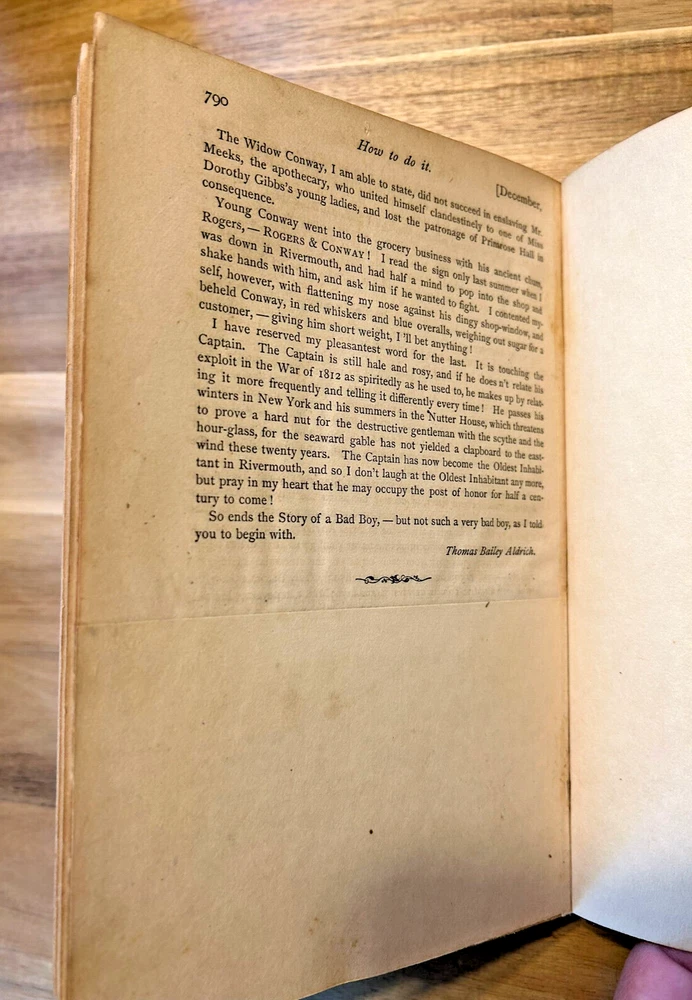 790
How to do it.
[December,
The Widow Conway, I am able to state, did not succeed in enslaving Mr.
Meeks, the apothecary, who united himself clandestinely to one of Miss
Dorothy Gibbs's young ladies, and lost the patronage of Primrose Hall in
consequence.
Young Conway went into the grocery business with his ancient chum,
Rogers,— ROGERS & CONWAY! I read the sign only last summer when I
was down in Rivermouth, and had half a mind to pop into the shop and
shake hands with him, and ask him if he wanted to fight. I contented my-
self, however, with flattening my nose against his dingy shop-window, and
beheld Conway, in red whiskers and blue overalls, weighing out sugar for a
customer,— giving him short weight, I'll bet anything!
I have reserved my pleasantest word for the last. It is touching the
Captain. The Captain is still hale and rosy, and if he does n't relate his
exploit in the War of 1812 as spiritedly as he used to, he makes up by relat-
ing it more frequently and telling it differently every time! He passes his
winters in New York and his summers in the Nutter House, which threatens
to prove a hard nut for the destructive gentleman with the scythe and the
hour-glass, for the seaward gable has not yielded a clapboard to the east-
wind these twenty years. The Captain has now become the Oldest Inhabi-
tant in Rivermouth, and so I don't laugh at the Oldest Inhabitant any more,
but pray in my heart that he may occupy the post of honor for half a cen-
tury to come!
So ends the Story of a Bad Boy,— but not such a very bad boy, as I told
you to begin with.
Thomas Bailey Aldrich.